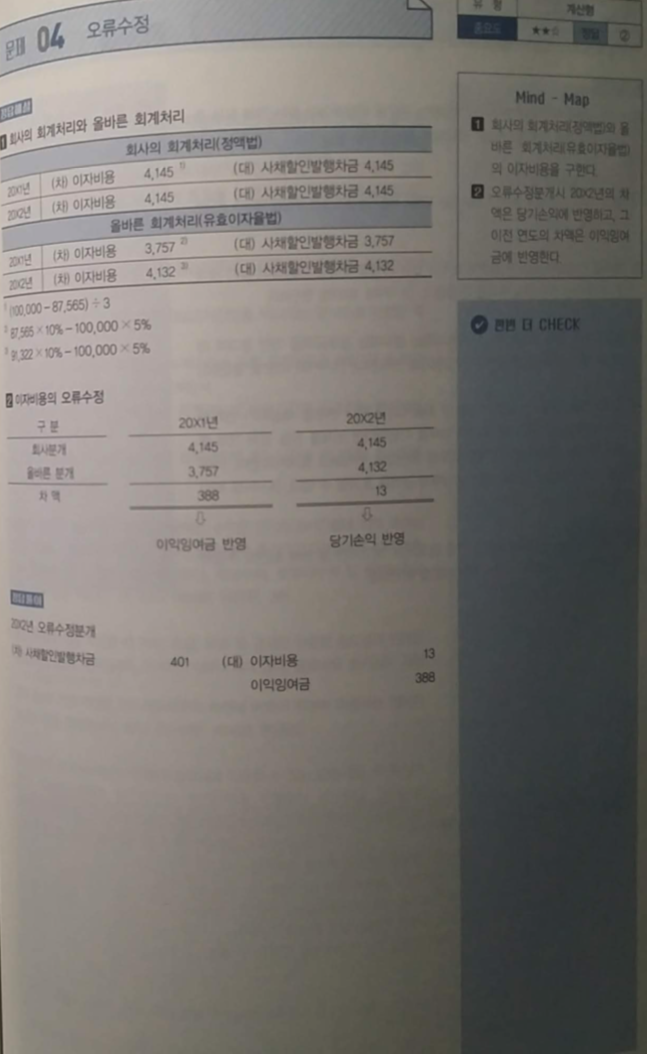 문제 04 오류수정
유 형 계산형
중요도 ★★☆ 정답 ②
정답해설
1 회사의 회계처리와 올바른 회계처리
회사의 회계처리(정액법)
20X1년 (차) 이자비용 4,145 1) (대) 사채할인발행차금 4,145
20X2년 (차) 이자비용 4,145 (대) 사채할인발행차금 4,145
올바른 회계처리(유효이자율법)
20X1년 (차) 이자비용 3,757 2) (대) 사채할인발행차금 3,757
20X2년 (차) 이자비용 4,132 3) (대) 사채할인발행차금 4,132
1) (100,000 − 87,565) ÷ 3
2) 87,565 × 10% − 100,000 × 5%
3) 91,322 × 10% − 100,000 × 5%
2 이자비용의 오류수정
구 분 20X1년 20X2년
회사분개 4,145 4,145
올바른 분개 3,757 4,132
차 액 388 13
⇩ ⇩
이익잉여금 반영 당기손익 반영
20X2년 오류수정분개
(차) 사채할인발행차금 401 (대) 이자비용 13
이익잉여금 388
Mind - Map
1 회사의 회계처리(정액법)와 올
바른 회계처리(유효이자율법)
의 이자비용을 구한다.
2 오류수정분개시 20X2년의 차
액은 당기손익에 반영하고, 그
이전 연도의 차액은 이익잉여
금에 반영한다.
한번 더 CHECK